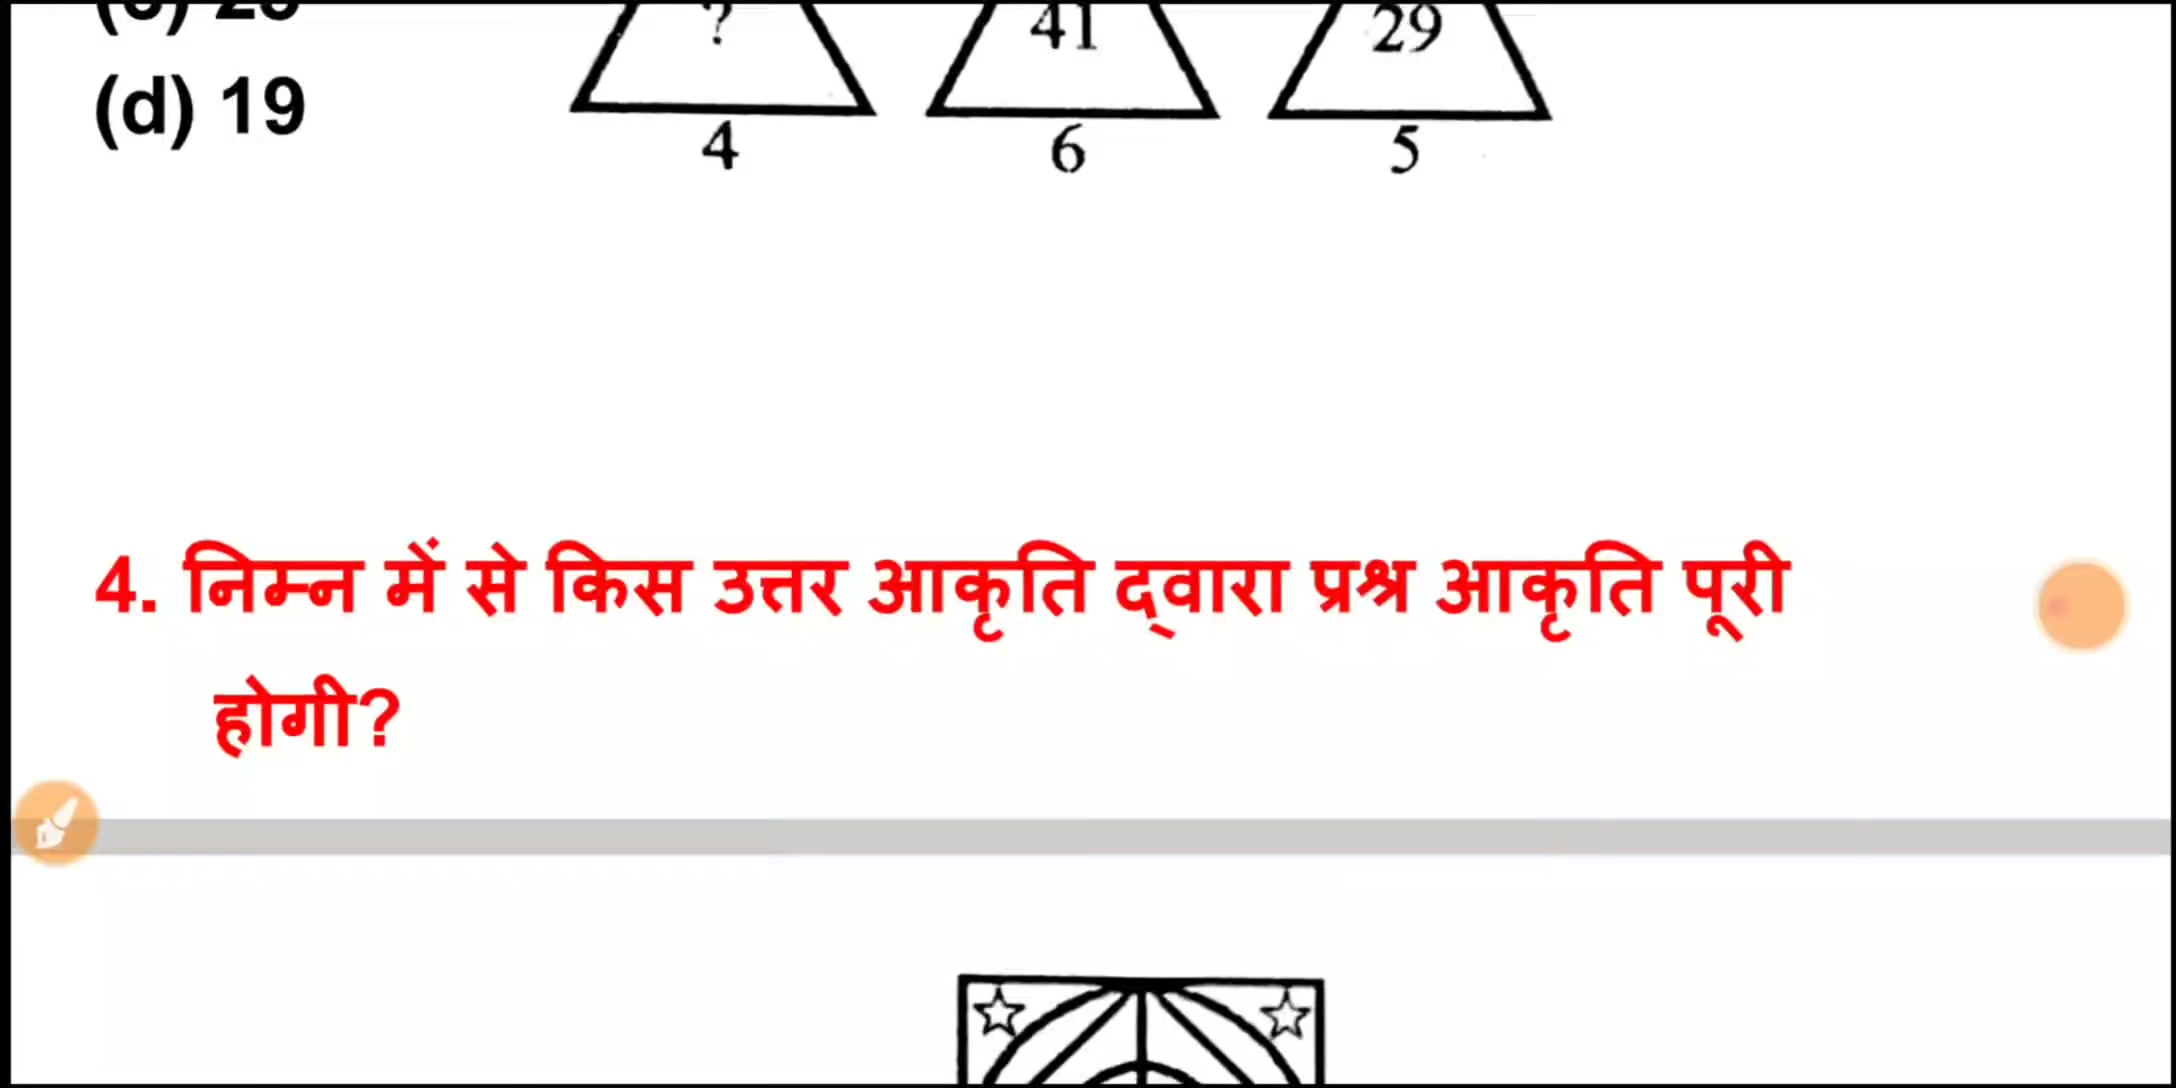 (d) 19
? 41 29
4 6 5
4. निम्न में से किस उत्तर आकृति द्वारा प्रश्न आकृति पूरी
होगी?